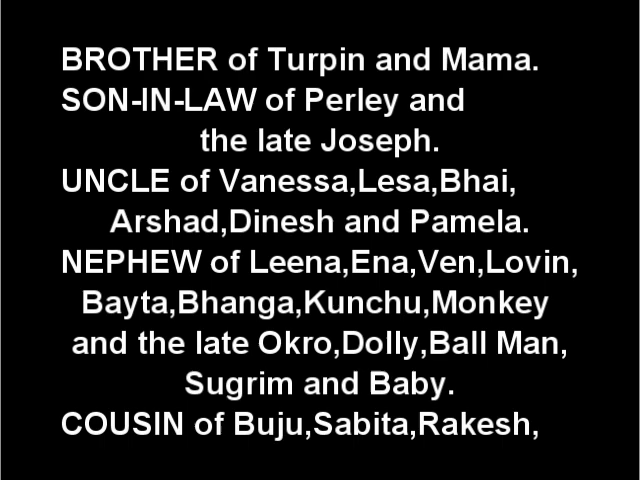 BROTHER of Turpin and Mama.
SON-IN-LAW of Perley and
the late Joseph.
UNCLE of Vanessa,Lesa,Bhai,
Arshad,Dinesh and Pamela.
NEPHEW of Leena,Ena,Ven,Lovin,
Bayta,Bhanga,Kunchu,Monkey
and the late Okro,Dolly,Ball Man,
Sugrim and Baby.
COUSIN of Buju,Sabita,Rakesh,